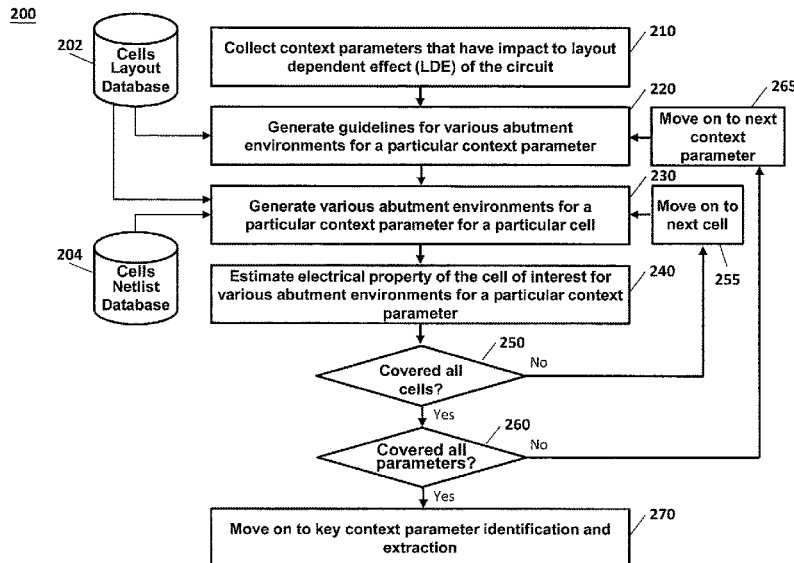 200
202
Cells
Layout
Database
Collect context parameters that have impact to layout
dependent effect (LDE) of the circuit
210
220
Generate guidelines for various abutment
environments for a particular context parameter
265
Move on to next
context
parameter
230
Generate various abutment environments for a
particular context parameter for a particular cell
Move on to
next cell
255
204
Cells
Netlist
Database
Estimate electrical property of the cell of interest for
various abutment environments for a particular context
parameter
240
250
Covered all
cells?
No
Yes
260
Covered all
parameters?
No
Yes
270
Move on to key context parameter identification and
extraction